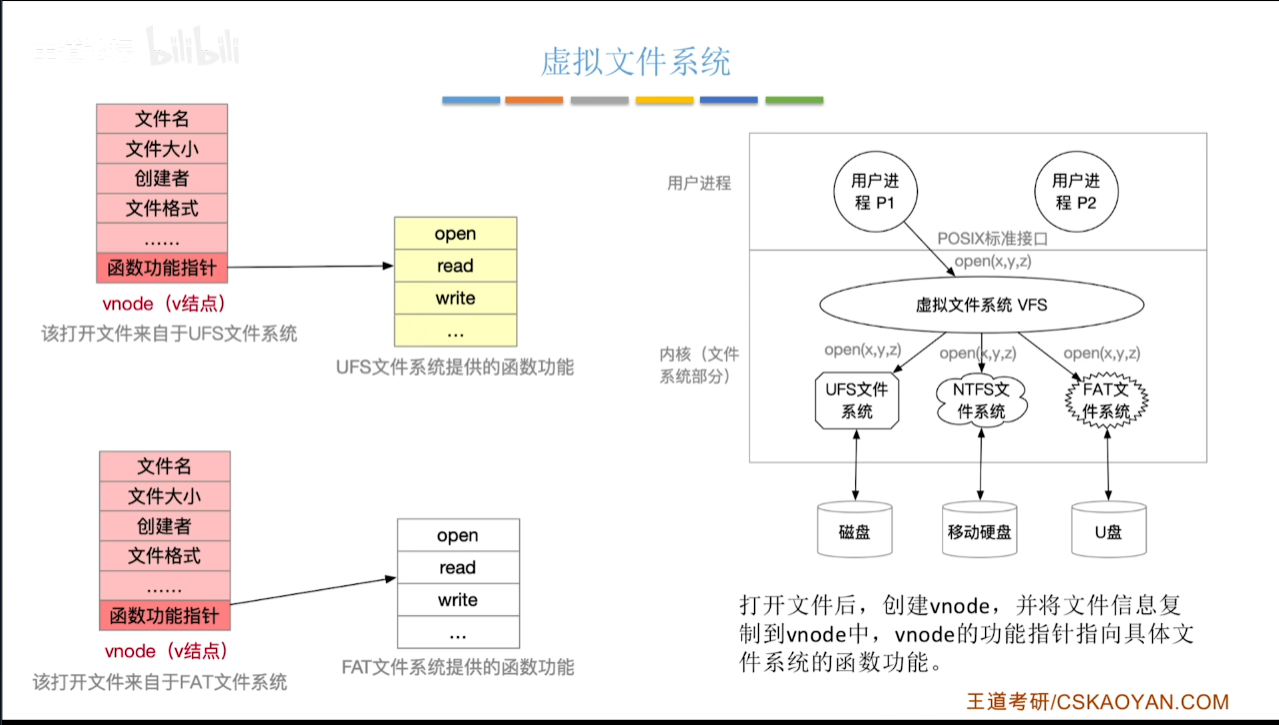 bilibili
虚拟文件系统
文件名
文件大小
创建者
文件格式
……
函数功能指针
vnode（v结点）
该打开文件来自于UFS文件系统
open
read
write
…
UFS文件系统提供的函数功能
文件名
文件大小
创建者
文件格式
……
函数功能指针
vnode（v结点）
该打开文件来自于FAT文件系统
open
read
write
…
FAT文件系统提供的函数功能
用户进程
用户进
程 P1
用户进
程 P2
POSIX标准接口
open(x,y,z)
虚拟文件系统 VFS
内核（文件
系统部分）
open(x,y,z)
open(x,y,z)
open(x,y,z)
UFS文件
系统
NTFS文
件系统
FAT文
件系统
磁盘
移动硬盘
U盘
打开文件后，创建vnode，并将文件信息复
制到vnode中，vnode的功能指针指向具体文
件系统的函数功能。
王道考研/CSKAOYAN.COM